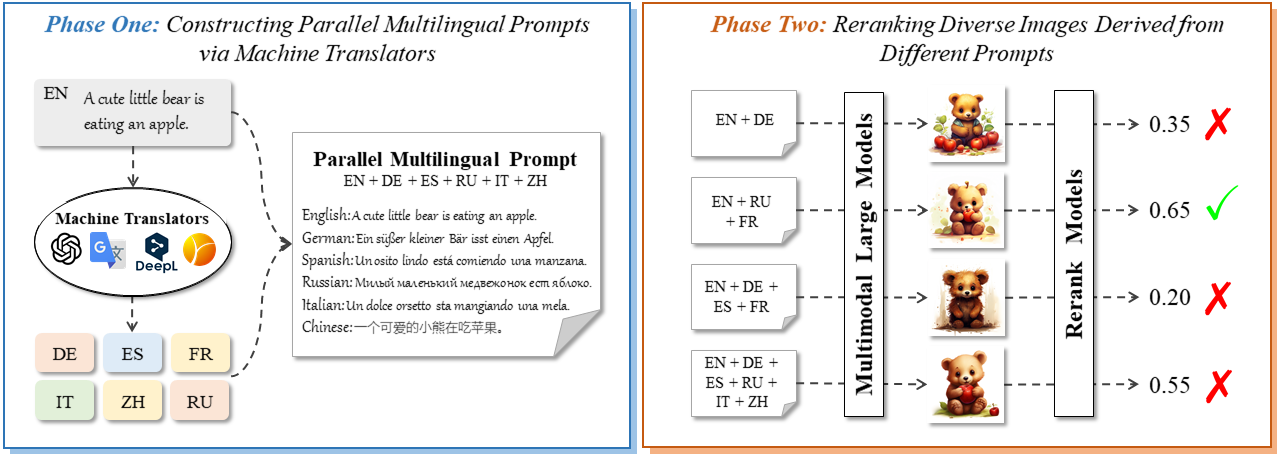 Phase One: Constructing Parallel Multilingual Prompts
via Machine Translators
EN
A cute little bear is
eating an apple.
Machine Translators
G
文
DeepL
DE
ES
FR
IT
ZH
RU
Parallel Multilingual Prompt
EN + DE + ES + RU + IT + ZH
English: A cute little bear is eating an apple.
German: Ein süßer kleiner Bär isst einen Apfel.
Spanish: Un osito lindo está comiendo una manzana.
Russian: Милый маленький медвежонок ест яблоко.
Italian: Un dolce orsetto sta mangiando una mela.
Chinese: 一个可爱的小熊在吃苹果。
Phase Two: Reranking Diverse Images Derived from
Different Prompts
EN + DE
EN + RU
+ FR
EN + DE +
ES + FR
EN + DE +
ES + RU +
IT + ZH
Multimodal Large Models
Rerank Models
0.35
0.65
0.20
0.55